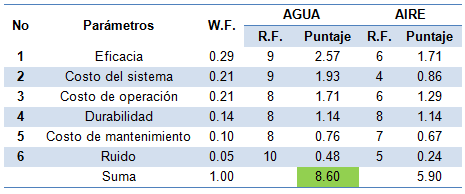 No Parámetros W.F. AGUA AIRE
R.F. Puntaje R.F. Puntaje
1 Eficacia 0.29 9 2.57 6 1.71
2 Costo del sistema 0.21 9 1.93 4 0.86
3 Costo de operación 0.21 8 1.71 6 1.29
4 Durabilidad 0.14 8 1.14 8 1.14
5 Costo de mantenimiento 0.10 8 0.76 7 0.67
6 Ruido 0.05 10 0.48 5 0.24
Suma 1.00 8.60 5.90